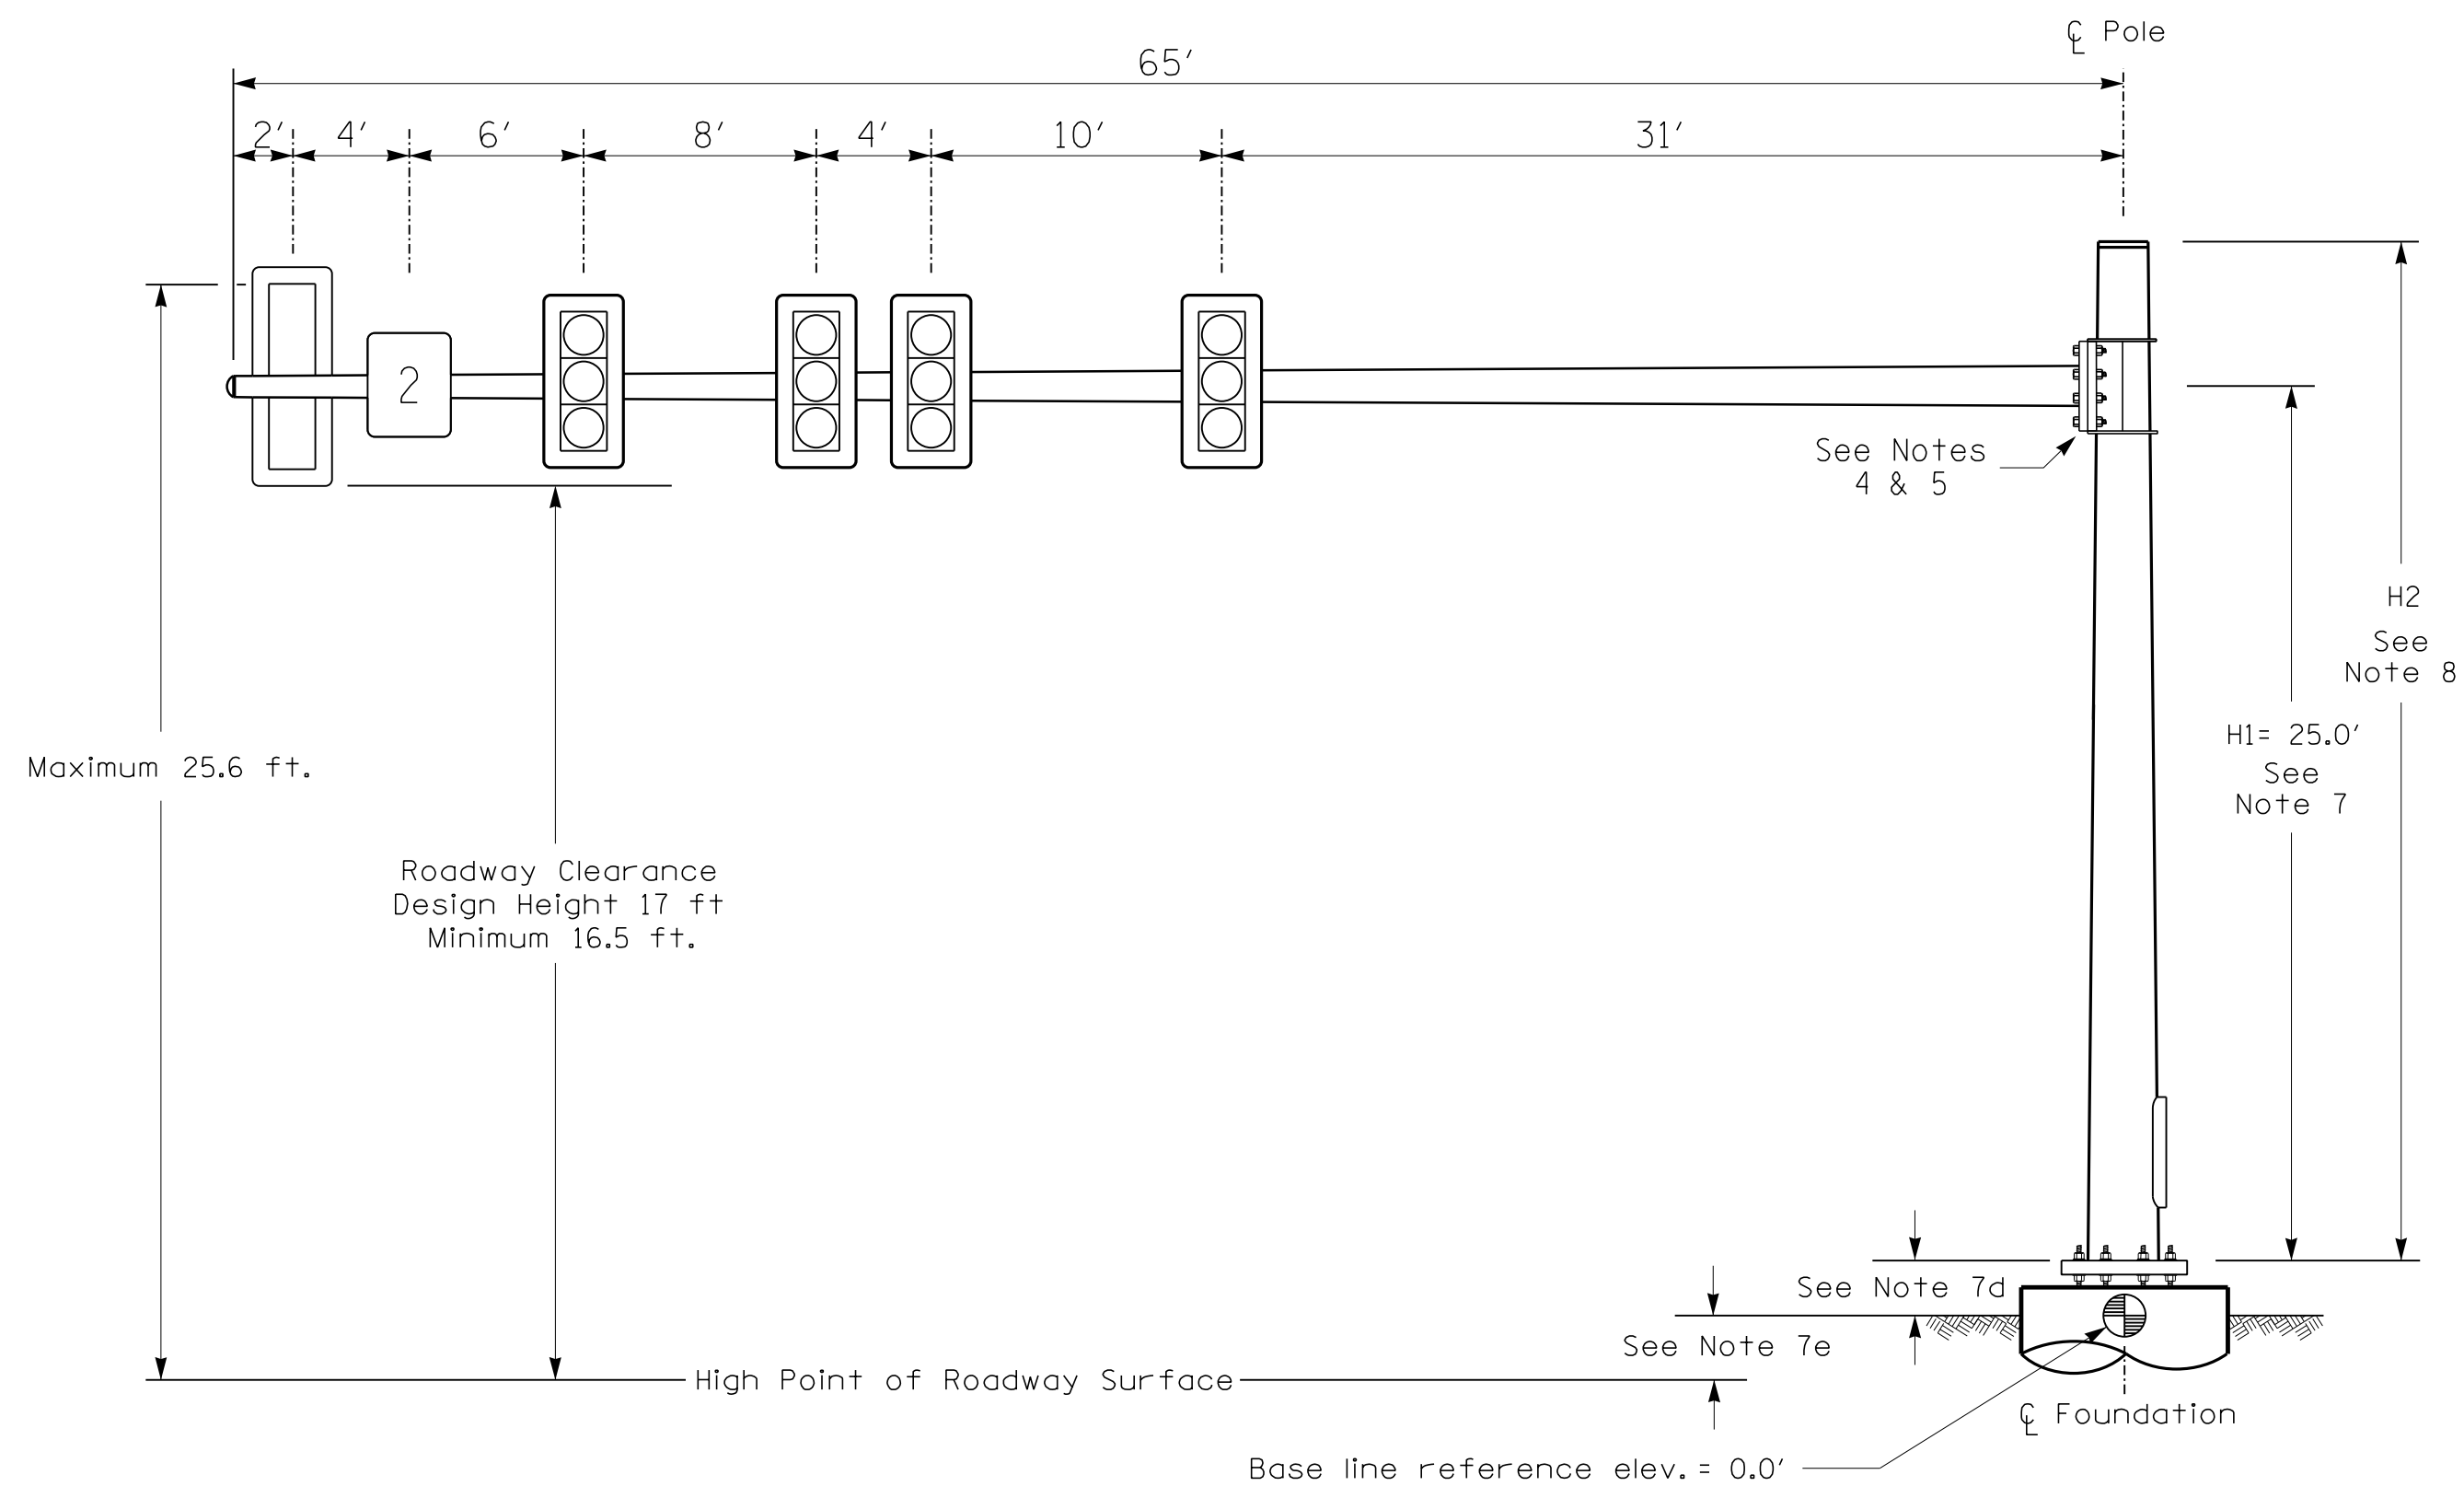 ℄ Pole
65'
2' 4' 6' 8' 4' 10' 31'
2
See Notes
4 & 5
H2
See
Note 8
H1= 25.0'
See
Note 7
Maximum 25.6 ft.
Roadway Clearance
Design Height 17 ft
Minimum 16.5 ft.
See Note 7d
See Note 7e
High Point of Roadway Surface
℄ Foundation
Base line reference elev. = 0.0'